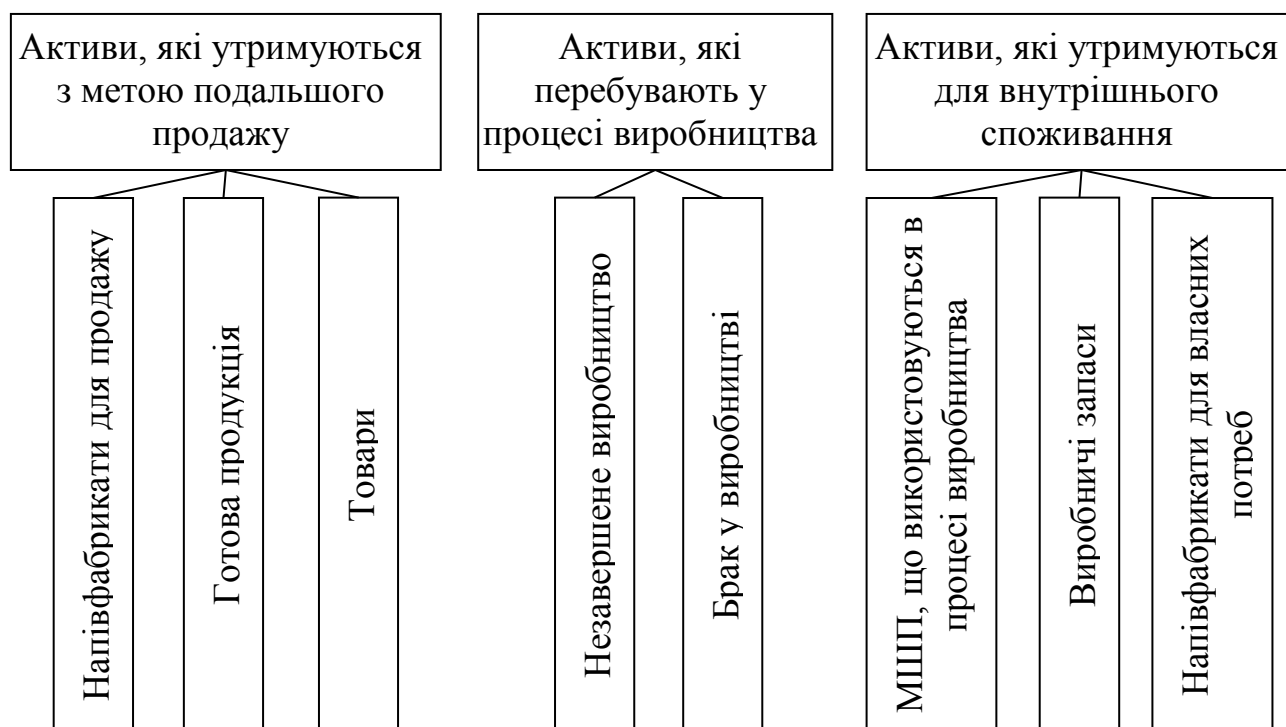 Активи, які утримуються
з метою подальшого
продажу
Активи, які
перебувають у
процесі виробництва
Активи, які утримуються
для внутрішнього
споживання
Напівфабрикати для продажу
Готова продукція
Товари
Незавершене виробництво
Брак у виробництві
МШП, що використовуються в
процесі виробництва
Виробничі запаси
Напівфабрикати для власних
потреб